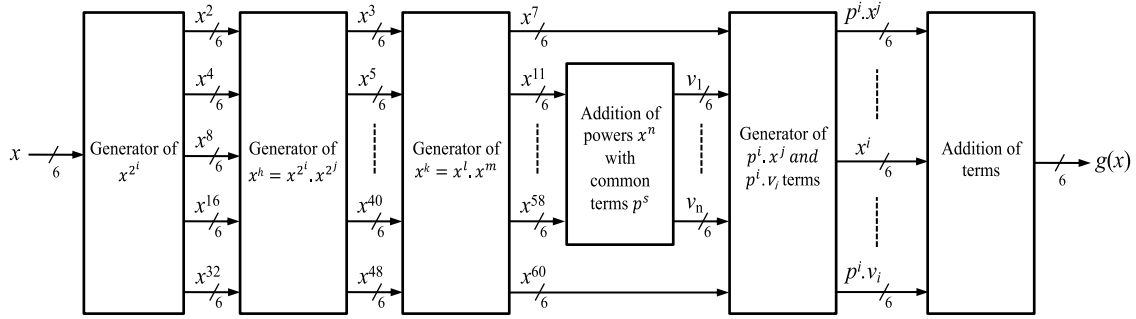 x
6
Generator of
x^{2^i}
x^2
6
x^4
6
x^8
6
x^{16}
6
x^{32}
6
Generator of
x^h = x^{2^i} . x^{2^j}
x^3
6
x^5
6
x^{40}
6
x^{48}
6
Generator of
x^k = x^l . x^m
x^7
6
x^{11}
6
x^{58}
6
x^{60}
6
Addition of
powers x^n
with
common
terms p^s
v_1
6
v_n
6
Generator of
p^i . x^j and
p^i . v_i terms
p^i . x^j
6
x^i
6
p^i . v_i
6
Addition of
terms
6
g(x)